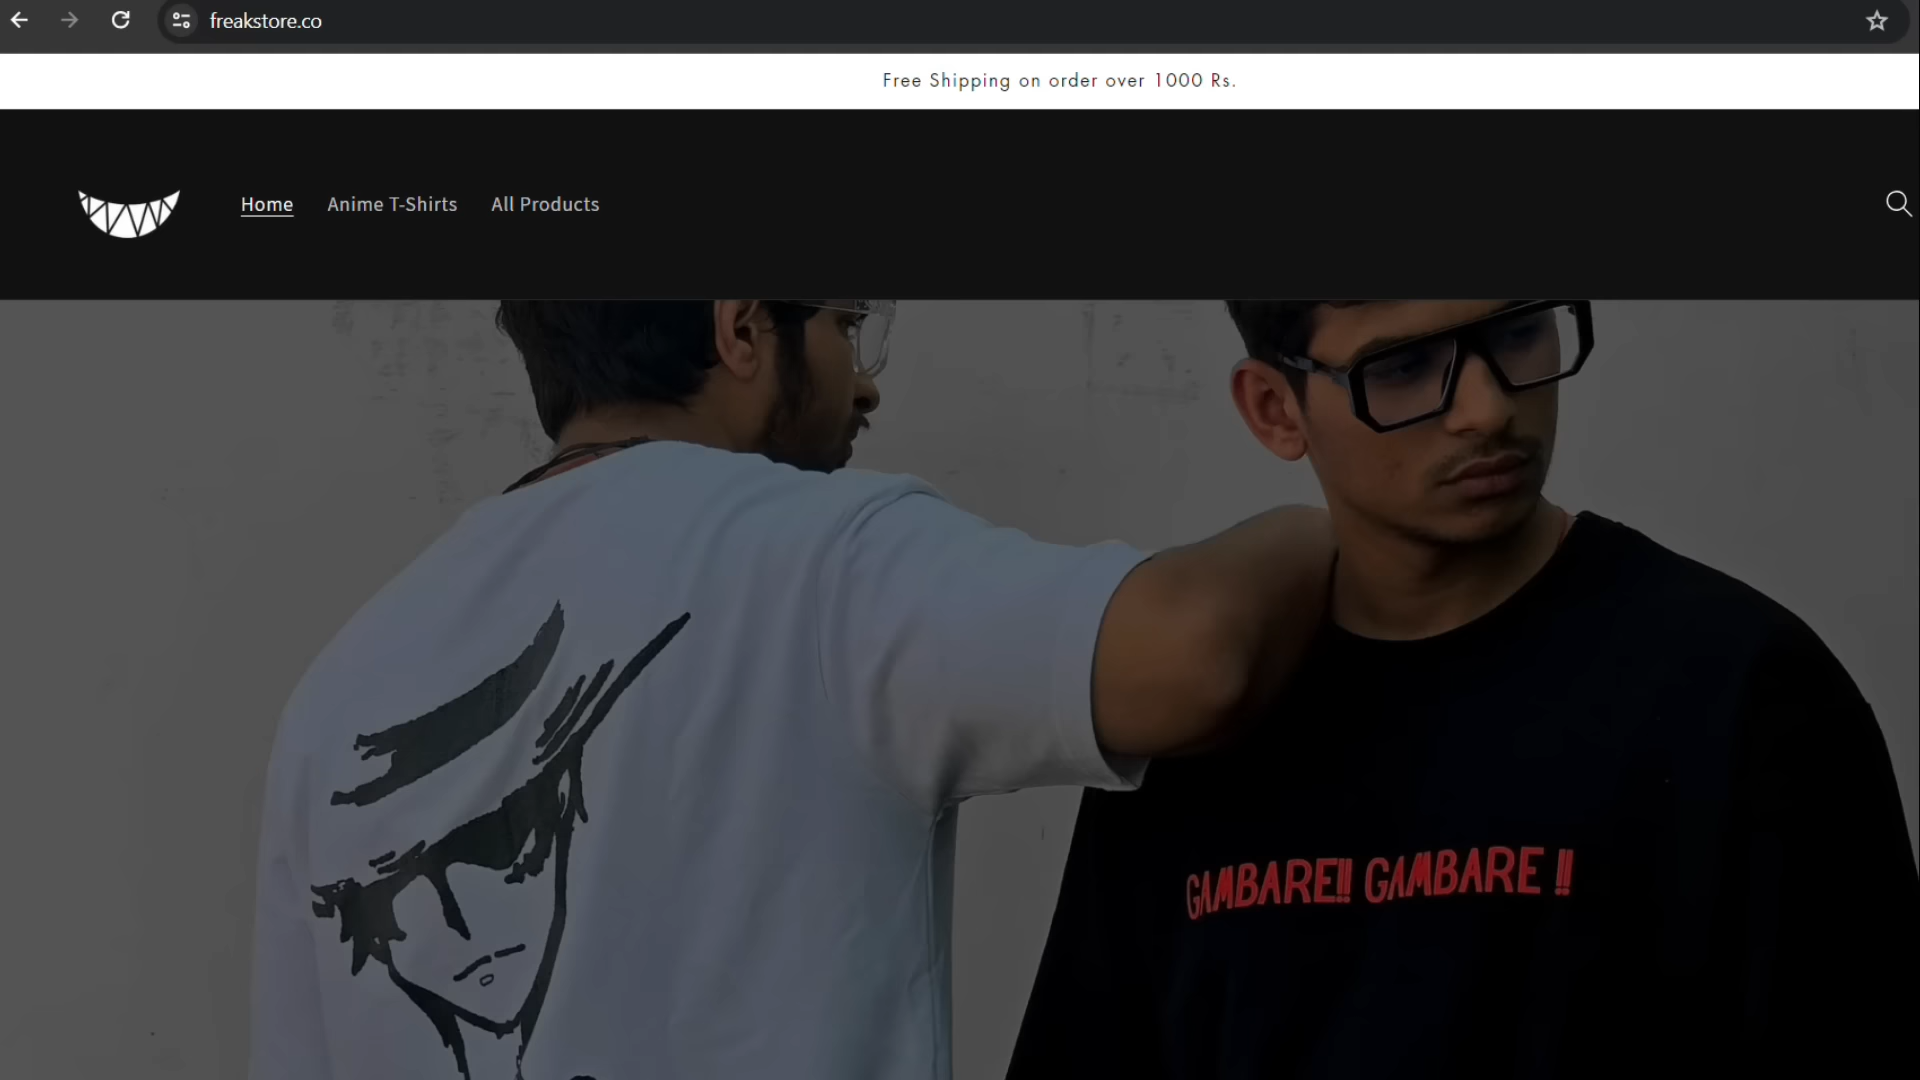 freakstore.co
Free Shipping on order over 1000 Rs.
Home
Anime T-Shirts
All Products
GAMBARE!! GAMBARE !!